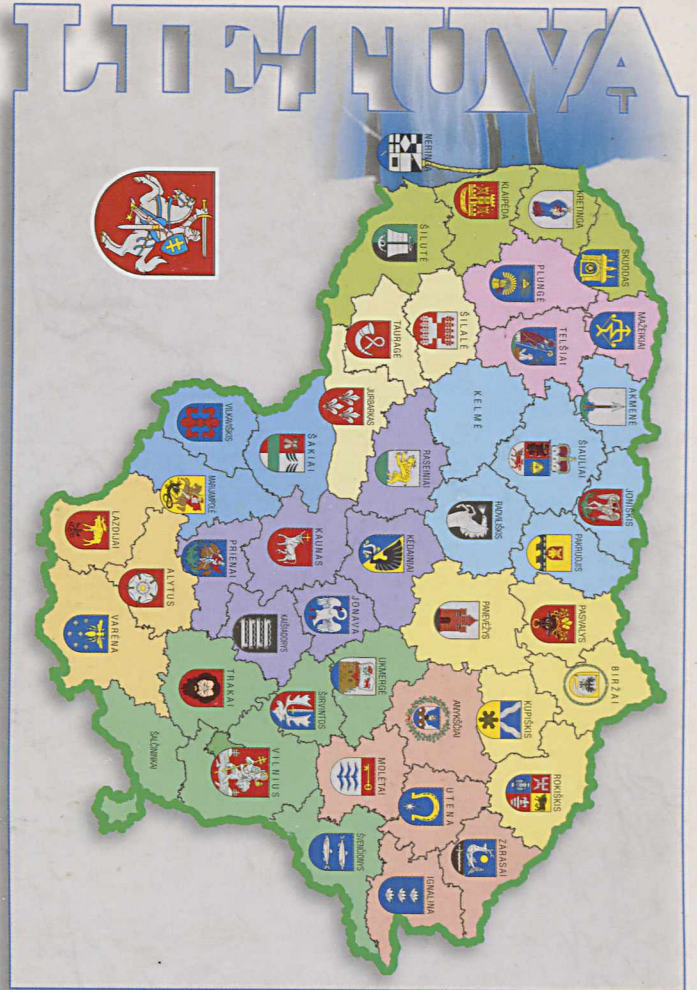 LIETUVA
NERINGA
KLAIPĖDA
KRETINGA
SKUODAS
MAŽEIKIAI
ŠILUTĖ
PLUNGĖ
TELŠIAI
AKMENĖ
TAURAGĖ
ŠILALĖ
KELMĖ
ŠIAULIAI
JONIŠKIS
JURBARKAS
RASEINIAI
RADVILIŠKIS
PAKRUOJIS
VILKAVIŠKIS
ŠAKIAI
MARIJAMPOLĖ
KAUNAS
KĖDAINIAI
PANEVĖŽYS
PASVALYS
BIRŽAI
LAZDIJAI
ALYTUS
PRIENAI
KAIŠIADORYS
JONAVA
UKMERGĖ
ANYKŠČIAI
KUPIŠKIS
ROKIŠKIS
VARĖNA
TRAKAI
ŠIRVINTOS
MOLĖTAI
UTENA
ZARASAI
ŠALČININKAI
VILNIUS
ŠVENČIONYS
IGNALINA